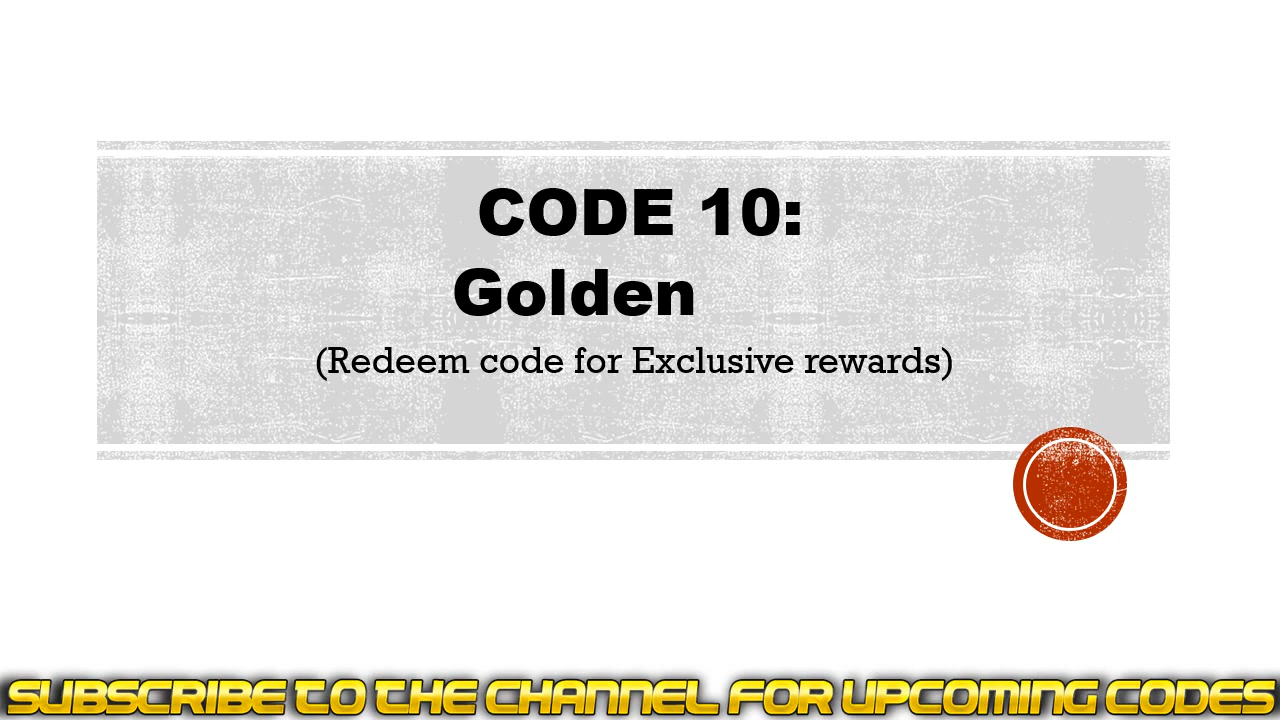 CODE 10:
Golden
(Redeem code for Exclusive rewards)
SUBSCRIBE TO THE CHANNEL FOR UPCOMING CODES